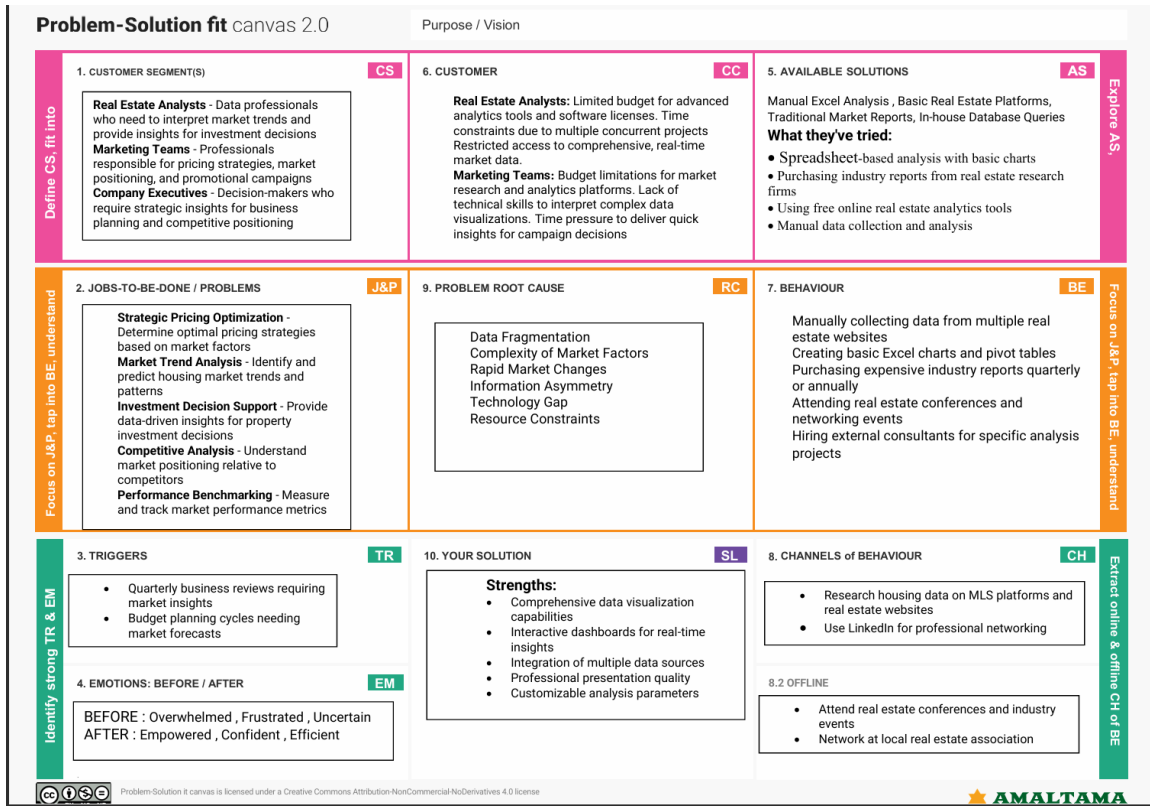 Problem-Solution fit canvas 2.0
Purpose / Vision
Define CS, fit into
1. CUSTOMER SEGMENT(S)
CS
Real Estate Analysts - Data professionals
who need to interpret market trends and
provide insights for investment decisions
Marketing Teams - Professionals
responsible for pricing strategies, market
positioning, and promotional campaigns
Company Executives - Decision-makers who
require strategic insights for business
planning and competitive positioning
6. CUSTOMER
CC
Real Estate Analysts: Limited budget for advanced
analytics tools and software licenses. Time
constraints due to multiple concurrent projects
Restricted access to comprehensive, real-time
market data.
Marketing Teams: Budget limitations for market
research and analytics platforms. Lack of
technical skills to interpret complex data
visualizations. Time pressure to deliver quick
insights for campaign decisions
5. AVAILABLE SOLUTIONS
AS
Manual Excel Analysis , Basic Real Estate Platforms,
Traditional Market Reports, In-house Database Queries
What they've tried:
• Spreadsheet-based analysis with basic charts
• Purchasing industry reports from real estate research
firms
• Using free online real estate analytics tools
• Manual data collection and analysis
Explore AS,
Focus on J&P, tap into BE, understand
2. JOBS-TO-BE-DONE / PROBLEMS
J&P
Strategic Pricing Optimization -
Determine optimal pricing strategies
based on market factors
Market Trend Analysis - Identify and
predict housing market trends and
patterns
Investment Decision Support - Provide
data-driven insights for property
investment decisions
Competitive Analysis - Understand
market positioning relative to
competitors
Performance Benchmarking - Measure
and track market performance metrics
9. PROBLEM ROOT CAUSE
RC
Data Fragmentation
Complexity of Market Factors
Rapid Market Changes
Information Asymmetry
Technology Gap
Resource Constraints
7. BEHAVIOUR
BE
Manually collecting data from multiple real
estate websites
Creating basic Excel charts and pivot tables
Purchasing expensive industry reports quarterly
or annually
Attending real estate conferences and
networking events
Hiring external consultants for specific analysis
projects
Focus on J&P, tap into BE, understand
Identify strong TR & EM
3. TRIGGERS
TR
• Quarterly business reviews requiring
market insights
• Budget planning cycles needing
market forecasts
4. EMOTIONS: BEFORE / AFTER
EM
BEFORE : Overwhelmed , Frustrated , Uncertain
AFTER : Empowered , Confident , Efficient
10. YOUR SOLUTION
SL
Strengths:
• Comprehensive data visualization
capabilities
• Interactive dashboards for real-time
insights
• Integration of multiple data sources
• Professional presentation quality
• Customizable analysis parameters
8. CHANNELS of BEHAVIOUR
CH
• Research housing data on MLS platforms and
real estate websites
• Use LinkedIn for professional networking
8.2 OFFLINE
• Attend real estate conferences and industry
events
• Network at local real estate association
Extract online & offline CH of BE
Problem-Solution it canvas is licensed under a Creative Commons Attribution-NonCommercial-NoDerivatives 4.0 license
AMALTAMA